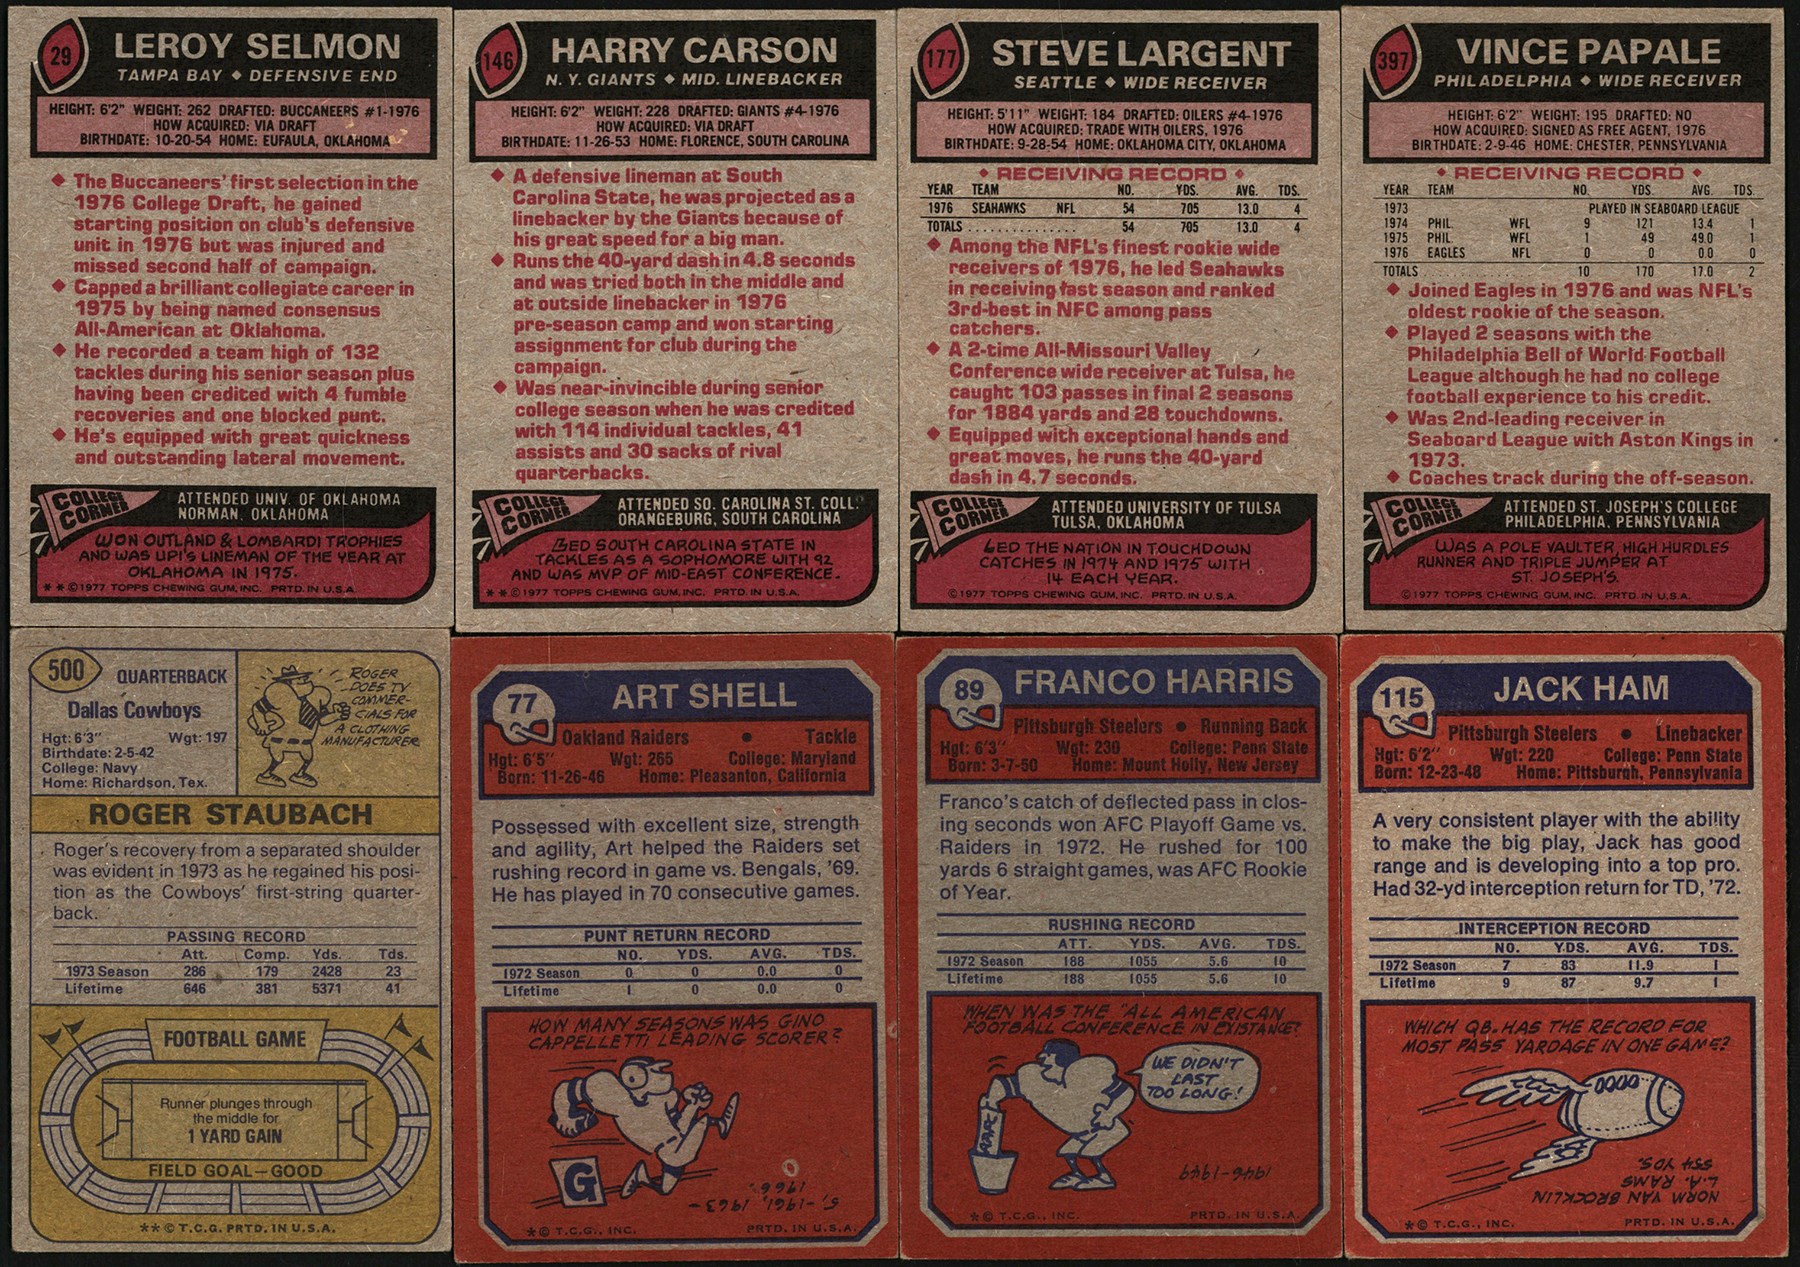 29
LEROY SELMON
TAMPA BAY ◆ DEFENSIVE END
HEIGHT: 6'2" WEIGHT: 262 DRAFTED: BUCCANEERS #1-1976
HOW ACQUIRED: VIA DRAFT
BIRTHDATE: 10-20-54 HOME: EUFAULA, OKLAHOMA
◆ The Buccaneers' first selection in the
1976 College Draft, he gained
starting position on club's defensive
unit in 1976 but was injured and
missed second half of campaign.
◆ Capped a brilliant collegiate career in
1975 by being named consensus
All-American at Oklahoma.
◆ He recorded a team high of 132
tackles during his senior season plus
having been credited with 4 fumble
recoveries and one blocked punt.
◆ He's equipped with great quickness
and outstanding lateral movement.
COLLEGE
CORNER
ATTENDED UNIV. OF OKLAHOMA
NORMAN, OKLAHOMA
WON OUTLAND & LOMBARDI TROPHIES
AND WAS UPI'S LINEMAN OF THE YEAR AT
OKLAHOMA IN 1975.
**©1977 TOPPS CHEWING GUM, INC. PRTD. IN U.S.A.
146
HARRY CARSON
N.Y. GIANTS ◆ MID. LINEBACKER
HEIGHT: 6'2" WEIGHT: 228 DRAFTED: GIANTS #4-1976
HOW ACQUIRED: VIA DRAFT
BIRTHDATE: 11-26-53 HOME: FLORENCE, SOUTH CAROLINA
◆ A defensive lineman at South
Carolina State, he was projected as a
linebacker by the Giants because of
his great speed for a big man.
◆ Runs the 40-yard dash in 4.8 seconds
and was tried both in the middle and
at outside linebacker in 1976
pre-season camp and won starting
assignment for club during the
campaign.
◆ Was near-invincible during senior
college season when he was credited
with 114 individual tackles, 41
assists and 30 sacks of rival
quarterbacks.
COLLEGE
CORNER
ATTENDED SO. CAROLINA ST. COLL.
ORANGEBURG, SOUTH CAROLINA
LED SOUTH CAROLINA STATE IN
TACKLES AS A SOPHOMORE WITH 92
AND WAS MVP OF MID-EAST CONFERENCE.
**©1977 TOPPS CHEWING GUM, INC. PRTD. IN U.S.A.
177
STEVE LARGENT
SEATTLE ◆ WIDE RECEIVER
HEIGHT: 5'11" WEIGHT: 184 DRAFTED: OILERS #4-1976
HOW ACQUIRED: TRADE WITH OILERS, 1976
BIRTHDATE: 9-28-54 HOME: OKLAHOMA CITY, OKLAHOMA
◆ RECEIVING RECORD ◆
YEAR TEAM NO. YDS. AVG. TDS.
1976 SEAHAWKS NFL 54 705 13.0 4
TOTALS 54 705 13.0 4
◆ Among the NFL's finest rookie wide
receivers of 1976, he led Seahawks
in receiving last season and ranked
3rd-best in NFC among pass
catchers.
◆ A 2-time All-Missouri Valley
Conference wide receiver at Tulsa, he
caught 103 passes in final 2 seasons
for 1884 yards and 28 touchdowns.
◆ Equipped with exceptional hands and
great moves, he runs the 40-yard
dash in 4.7 seconds.
COLLEGE
CORNER
ATTENDED UNIVERSITY OF TULSA
TULSA, OKLAHOMA
LED THE NATION IN TOUCHDOWN
CATCHES IN 1974 AND 1975 WITH
14 EACH YEAR.
©1977 TOPPS CHEWING GUM, INC. PRTD. IN U.S.A.
397
VINCE PAPALE
PHILADELPHIA ◆ WIDE RECEIVER
HEIGHT: 6'2" WEIGHT: 195 DRAFTED: NO
HOW ACQUIRED: SIGNED AS FREE AGENT, 1976
BIRTHDATE: 2-9-46 HOME: CHESTER, PENNSYLVANIA
◆ RECEIVING RECORD ◆
YEAR TEAM NO. YDS. AVG. TDS.
1973 PLAYED IN SEABOARD LEAGUE
1974 PHIL WFL 9 121 13.4 1
1975 PHIL WFL 1 49 49.0 1
1976 EAGLES NFL 0 0 0.0 0
TOTALS 10 170 17.0 2
◆ Joined Eagles in 1976 and was NFL's
oldest rookie of the season.
◆ Played 2 seasons with the
Philadelphia Bell of World Football
League although he had no college
football experience to his credit.
◆ Was 2nd-leading receiver in
Seaboard League with Aston Kings in
1973.
◆ Coaches track during the off-season.
COLLEGE
CORNER
ATTENDED ST. JOSEPH'S COLLEGE
PHILADELPHIA, PENNSYLVANIA
WAS A POLE VAULTER, HIGH HURDLES
RUNNER AND TRIPLE JUMPER AT
ST. JOSEPH'S.
©1977 TOPPS CHEWING GUM, INC. PRTD. IN U.S.A.
500
QUARTERBACK
Dallas Cowboys
Hgt: 6'3" Wgt: 197
Birthdate: 2-5-42
College: Navy
Home: Richardson, Tex.
ROGER
DOES TV
COMMER-
CIALS FOR
A CLOTHING
MANUFACTURER
ROGER STAUBACH
Roger's recovery from a separated shoulder
was evident in 1973 as he regained his posi-
tion as the Cowboys' first-string quarter-
back.
PASSING RECORD
Att. Comp. Yds. Tds.
1973 Season 286 179 2428 23
Lifetime 646 381 5371 41
FOOTBALL GAME
Runner plunges through
the middle for
1 YARD GAIN
FIELD GOAL—GOOD
**© T.C.G. PRTD. IN U.S.A.
77
ART SHELL
Oakland Raiders ● Tackle
Hgt: 6'5" Wgt: 265 College: Maryland
Born: 11-26-46 Home: Pleasanton, California
Possessed with excellent size, strength
and agility, Art helped the Raiders set
rushing record in game vs. Bengals, '69.
He has played in 70 consecutive games.
PUNT RETURN RECORD
NO. YDS. AVG. TDS.
1972 Season 0 0 0.0 0
Lifetime 1 0 0.0 0
HOW MANY SEASONS WAS GINO
CAPPELLETTI LEADING SCORER?
G
5, -1961, 1963-
1966.
*© T.C.G., INC. PRTD. IN U.S.A.
89
FRANCO HARRIS
Pittsburgh Steelers ● Running Back
Hgt: 6'3" Wgt: 230 College: Penn State
Born: 3-7-50 Home: Mount Holly, New Jersey
Franco's catch of deflected pass in clos-
ing seconds won AFC Playoff Game vs.
Raiders in 1972. He rushed for 100
yards 6 straight games, was AFC Rookie
of Year.
RUSHING RECORD
ATT. YDS. AVG. TDS.
1972 Season 188 1055 5.6 10
Lifetime 188 1055 5.6 10
WHEN WAS THE "ALL AMERICAN
FOOTBALL CONFERENCE IN EXISTANCE?
WE DIDN'T
LAST
TOO LONG!
AAFC
1946-1949
*© T.C.G., INC. PRTD. IN U.S.A.
115
JACK HAM
Pittsburgh Steelers ● Linebacker
Hgt: 6'2" Wgt: 220 College: Penn State
Born: 12-23-48 Home: Pittsburgh, Pennsylvania
A very consistent player with the ability
to make the big play, Jack has good
range and is developing into a top pro.
Had 32-yd interception return for TD, '72.
INTERCEPTION RECORD
NO. YDS. AVG. TDS.
1972 Season 7 83 11.9 1
Lifetime 9 87 9.7 1
WHICH QB. HAS THE RECORD FOR
MOST PASS YARDAGE IN ONE GAME?
NORM VAN BROCKLIN
L.A. RAMS
554 YDS.
*© T.C.G., INC. PRTD. IN U.S.A.